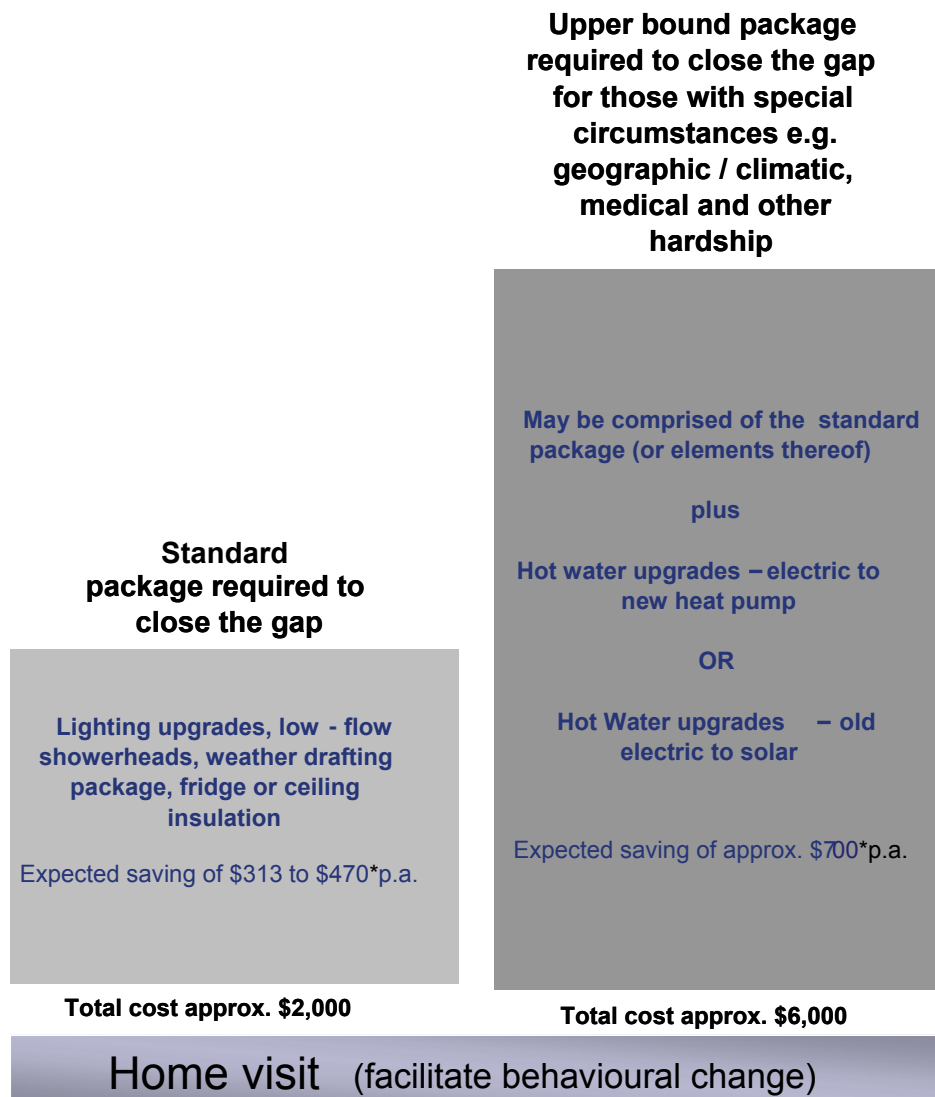 Upper bound package
required to close the gap
for those with special
circumstances e.g.
geographic / climatic,
medical and other
hardship
May be comprised of the standard
package (or elements thereof)
plus
Hot water upgrades – electric to
new heat pump
OR
Hot Water upgrades – old
electric to solar
Expected saving of approx. $700*p.a.
Total cost approx. $6,000
Standard
package required to
close the gap
Lighting upgrades, low - flow
showerheads, weather drafting
package, fridge or ceiling
insulation
Expected saving of $313 to $470*p.a.
Total cost approx. $2,000
Home visit (facilitate behavioural change)